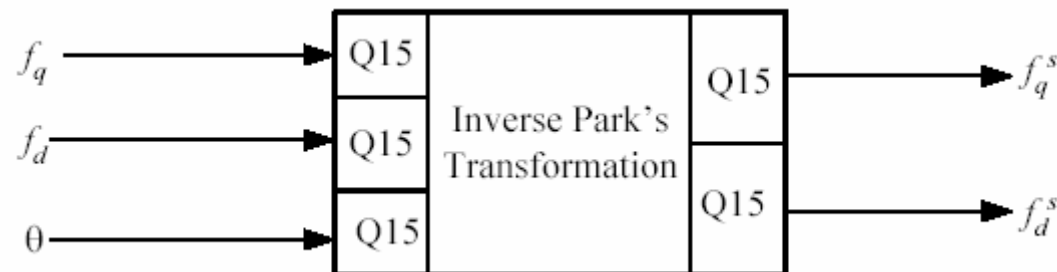 f_q
Q15
f_d
Q15
θ
Q15
Inverse Park's
Transformation
Q15
f_q^s
Q15
f_d^s